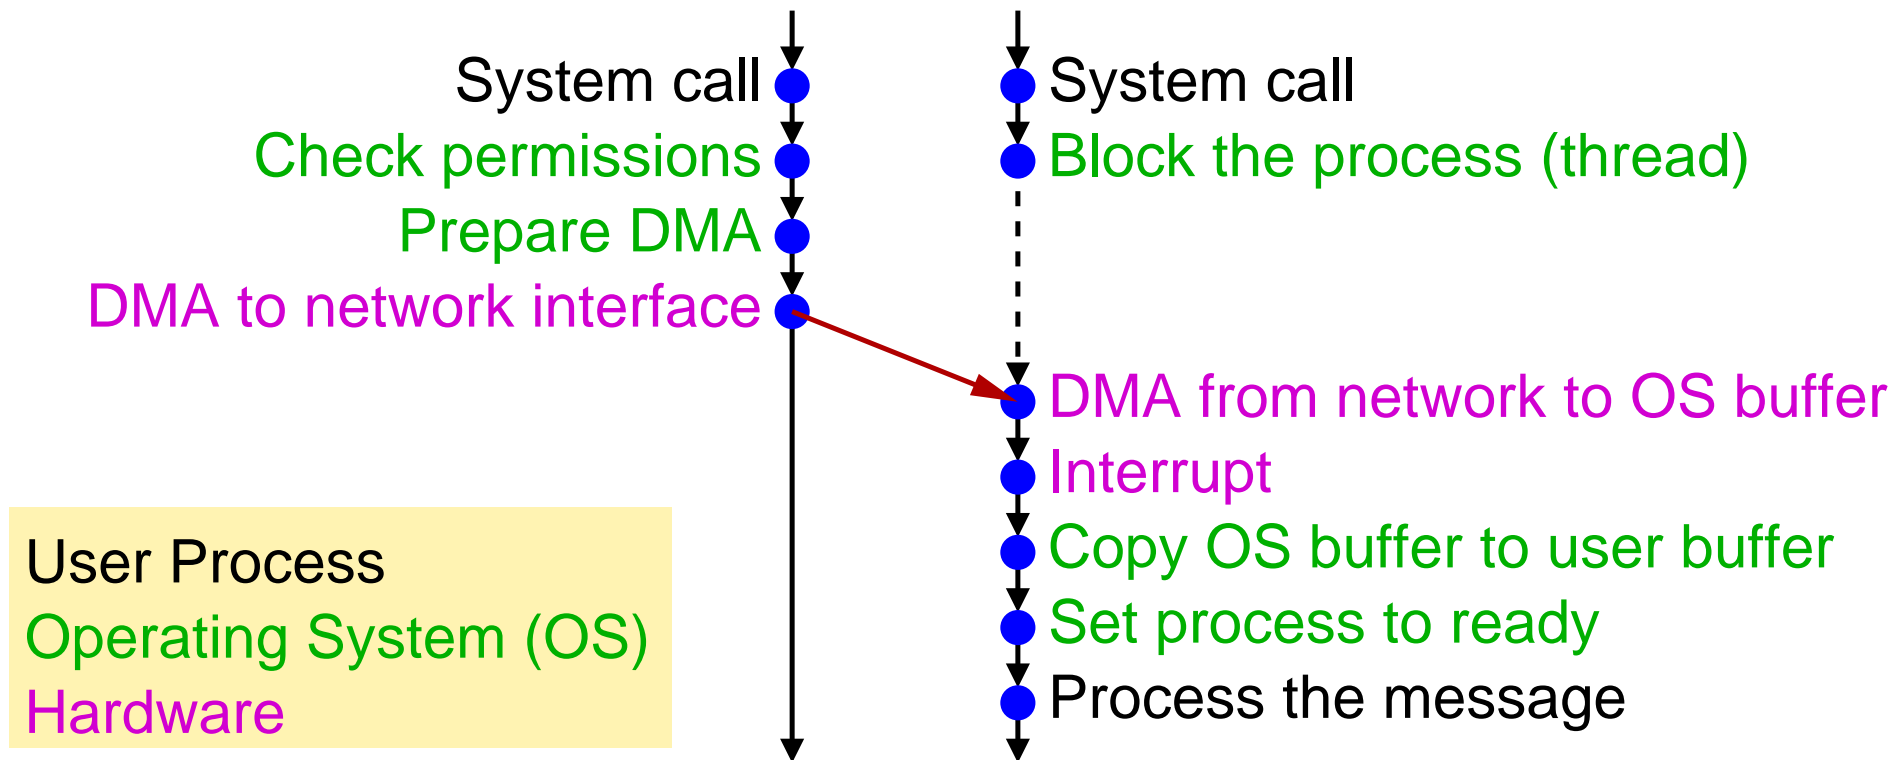 System call
Check permissions
Prepare DMA
DMA to network interface
System call
Block the process (thread)
DMA from network to OS buffer
Interrupt
Copy OS buffer to user buffer
Set process to ready
Process the message
User Process
Operating System (OS)
Hardware